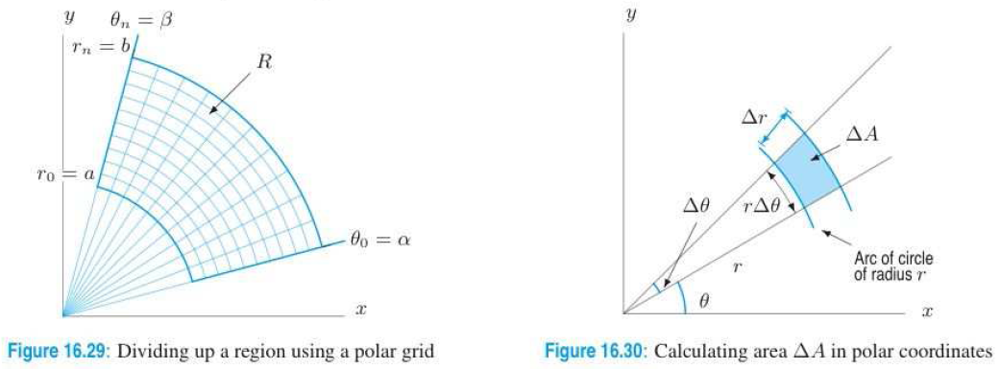 y
θₙ = β
rₙ = b
R
r₀ = a
θ₀ = α
x
Figure 16.29: Dividing up a region using a polar grid
y
Δr
ΔA
Δθ
rΔθ
Arc of circle
of radius r
r
θ
x
Figure 16.30: Calculating area ΔA in polar coordinates